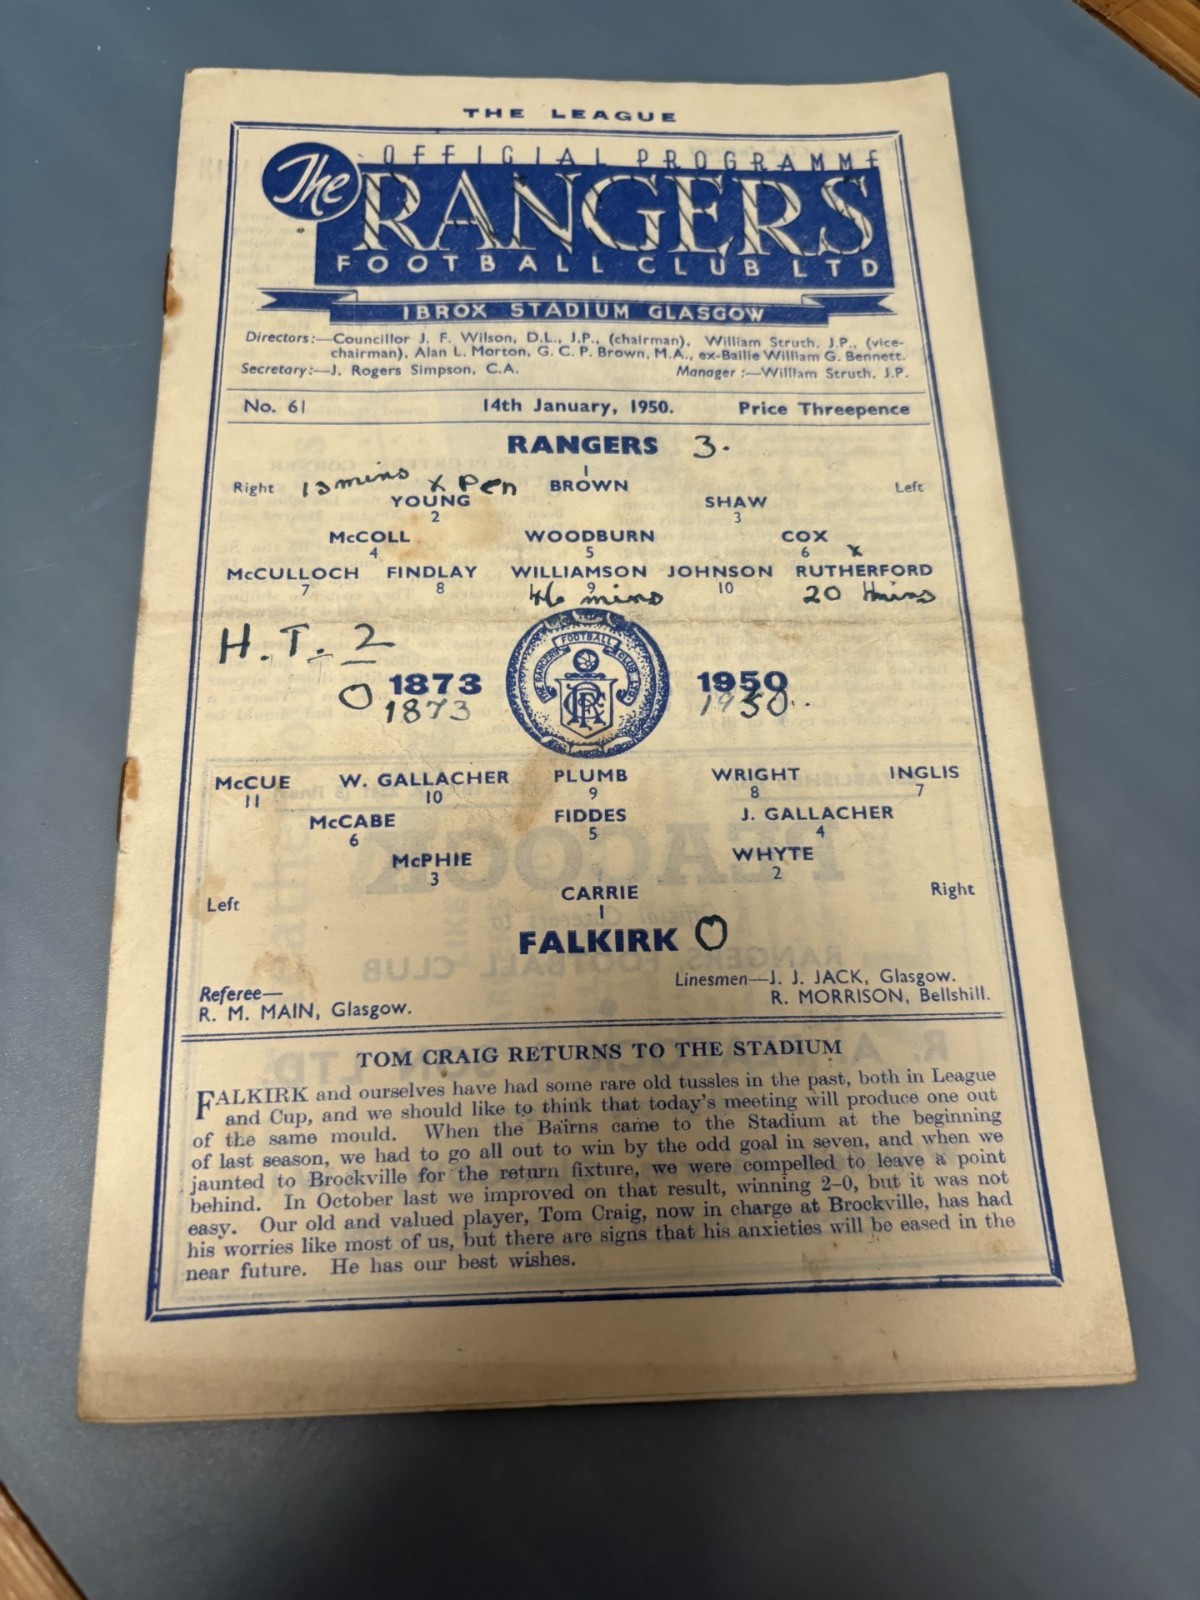 THE LEAGUE
OFFICIAL PROGRAMME
The RANGERS
FOOTBALL CLUB LTD
IBROX STADIUM GLASGOW
Directors:—Councillor J. F. Wilson, D.L., J.P., (chairman), William Struth, J.P., (vice-
chairman), Alan L. Morton, G. C. P. Brown, M.A., ex-Bailie William G. Bennett.
Secretary:—J. Rogers Simpson, C.A. Manager :—William Struth, J.P.
No. 61 14th January, 1950. Price Threepence
RANGERS 3.
1
Right mins x Pen BROWN Left
YOUNG SHAW
2 3
McCOLL WOODBURN COX
4 5 6 x
McCULLOCH FINDLAY WILLIAMSON JOHNSON RUTHERFORD
7 8 9 10
46 mins 20 mins
H.T. 2
0 1873 1950
1873 1950..
THE RANGERS FOOTBALL CLUB LTD.
McCUE W. GALLACHER PLUMB WRIGHT INGLIS
11 10 9 8 7
McCABE FIDDES J. GALLACHER
6 5 4
McPHIE WHYTE
3 2
Left CARRIE Right
1
FALKIRK 0
Referee— Linesmen—J. J. JACK, Glasgow.
R. M. MAIN, Glasgow. R. MORRISON, Bellshill.
TOM CRAIG RETURNS TO THE STADIUM
FALKIRK and ourselves have had some rare old tussles in the past, both in League
and Cup, and we should like to think that today's meeting will produce one out
of the same mould. When the Bairns came to the Stadium at the beginning
of last season, we had to go all out to win by the odd goal in seven, and when we
jaunted to Brockville for the return fixture, we were compelled to leave a point
behind. In October last we improved on that result, winning 2–0, but it was not
easy. Our old and valued player, Tom Craig, now in charge at Brockville, has had
his worries like most of us, but there are signs that his anxieties will be eased in the
near future. He has our best wishes.